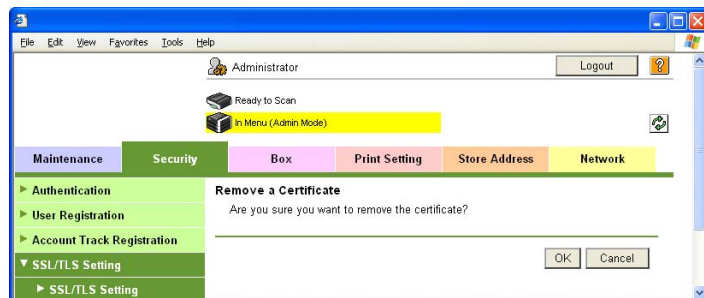 File Edit View Favorites Tools Help
Administrator Logout ?
Ready to Scan
In Menu (Admin Mode)
Maintenance Security Box Print Setting Store Address Network
Authentication Remove a Certificate
Are you sure you want to remove the certificate?
User Registration
Account Track Registration
SSL/TLS Setting OK Cancel
SSL/TLS Setting